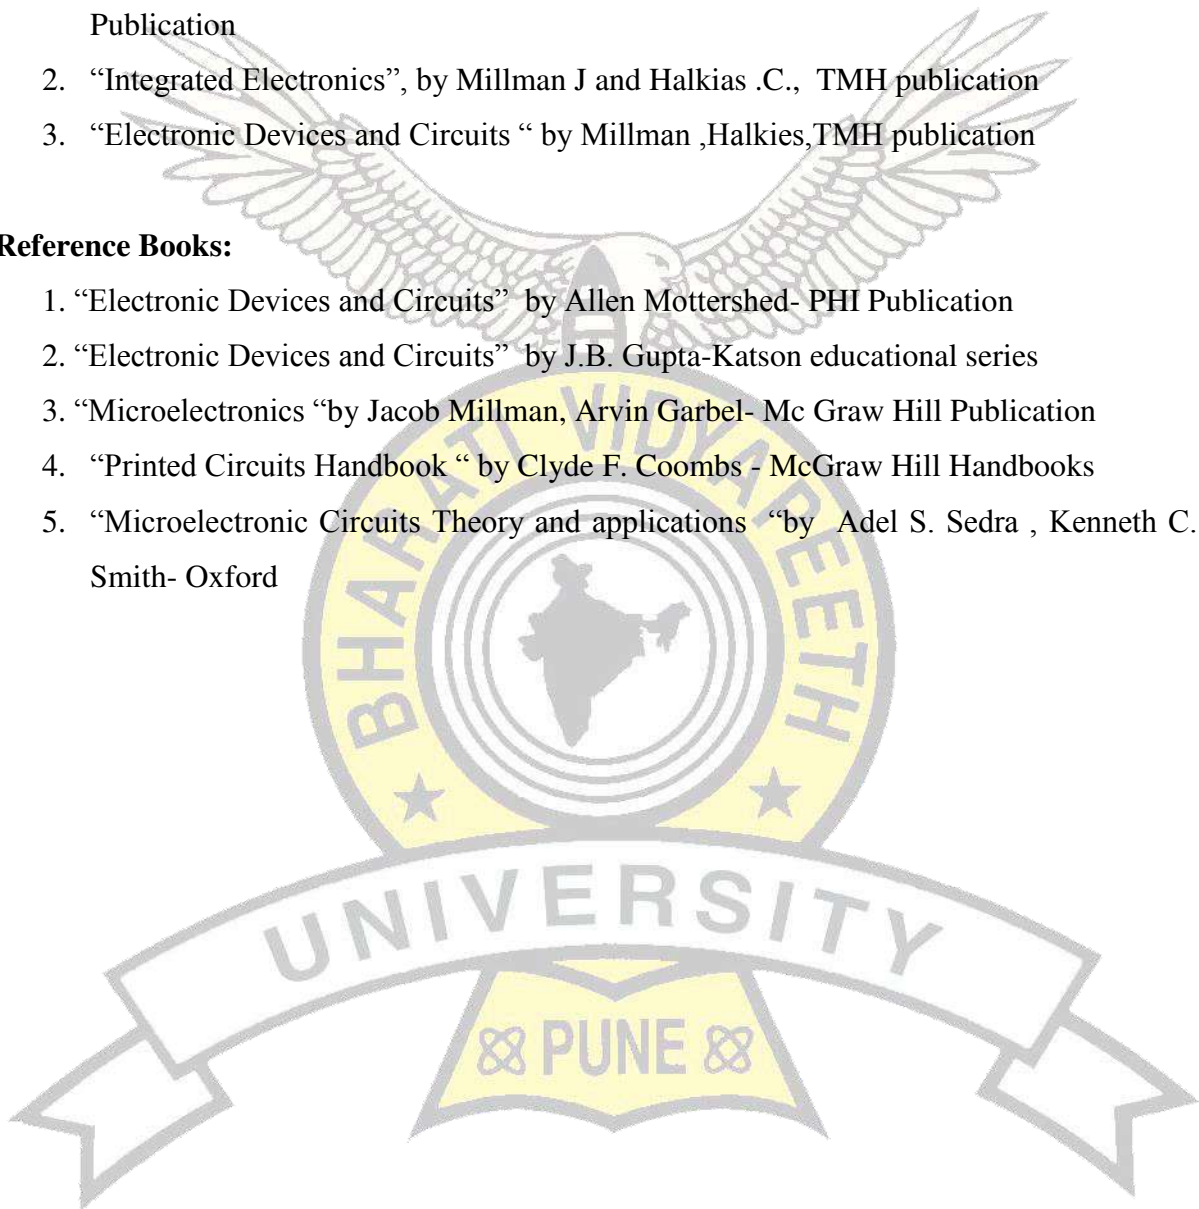 Publication
2. “Integrated Electronics”, by Millman J and Halkias .C., TMH publication
3. “Electronic Devices and Circuits “ by Millman ,Halkies,TMH publication
Reference Books:
1. “Electronic Devices and Circuits” by Allen Mottershed- PHI Publication
2. “Electronic Devices and Circuits” by J.B. Gupta-Katson educational series
3. “Microelectronics “by Jacob Millman, Arvin Garbel- Mc Graw Hill Publication
4. “Printed Circuits Handbook “ by Clyde F. Coombs - McGraw Hill Handbooks
5. “Microelectronic Circuits Theory and applications “by Adel S. Sedra , Kenneth C.
Smith- Oxford
BHARATI VIDYAPEETH
UNIVERSITY
PUNE